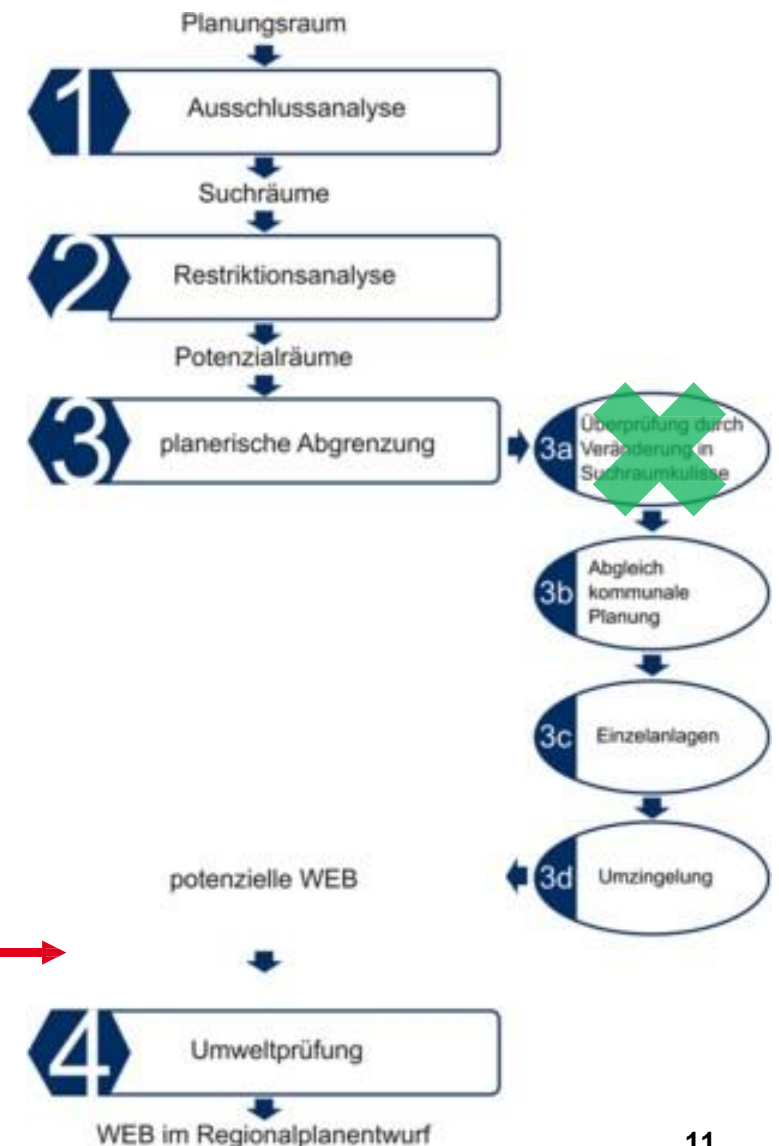 Planungsraum
1
Ausschlussanalyse
Suchräume
2
Restriktionsanalyse
Potenzialräume
3
planerische Abgrenzung
3a
Überprüfung durch
Veränderung in
Suchraumkulisse
3b
Abgleich
kommunale
Planung
3c
Einzelanlagen
3d
Umzingelung
potenzielle WEB
4
Umweltprüfung
WEB im Regionalplanentwurf
11